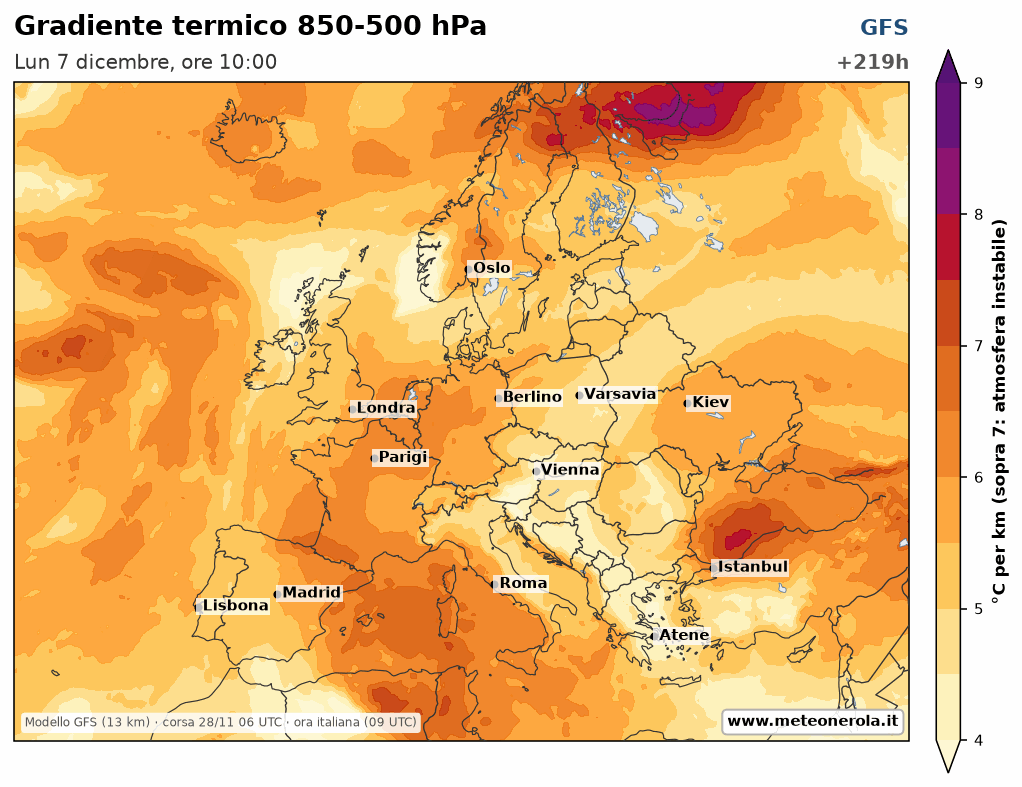 Gradiente termico 850-500 hPa
GFS
Lun 7 dicembre, ore 10:00
+219h
Oslo
Berlino
Varsavia
Kiev
Londra
Parigi
Vienna
Istanbul
Roma
Madrid
Lisbona
Atene
Modello GFS (13 km) · corsa 28/11 06 UTC · ora italiana (09 UTC)
www.meteonerola.it
9
8
7
6
5
4
°C per km (sopra 7: atmosfera instabile)